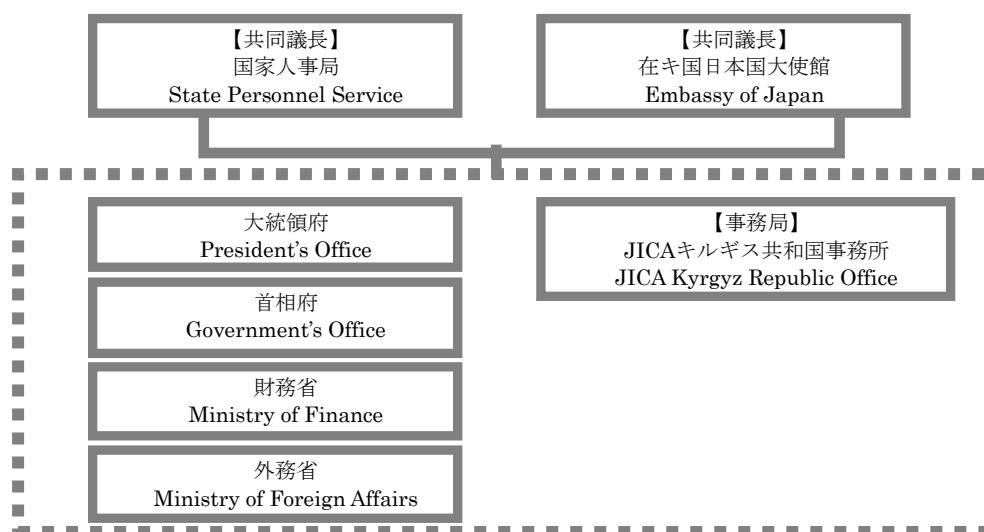 【共同議長】
国家人事局
State Personnel Service
【共同議長】
在キ国日本国大使館
Embassy of Japan
大統領府
President’s Office
【事務局】
JICAキルギス共和国事務所
JICA Kyrgyz Republic Office
首相府
Government’s Office
財務省
Ministry of Finance
外務省
Ministry of Foreign Affairs